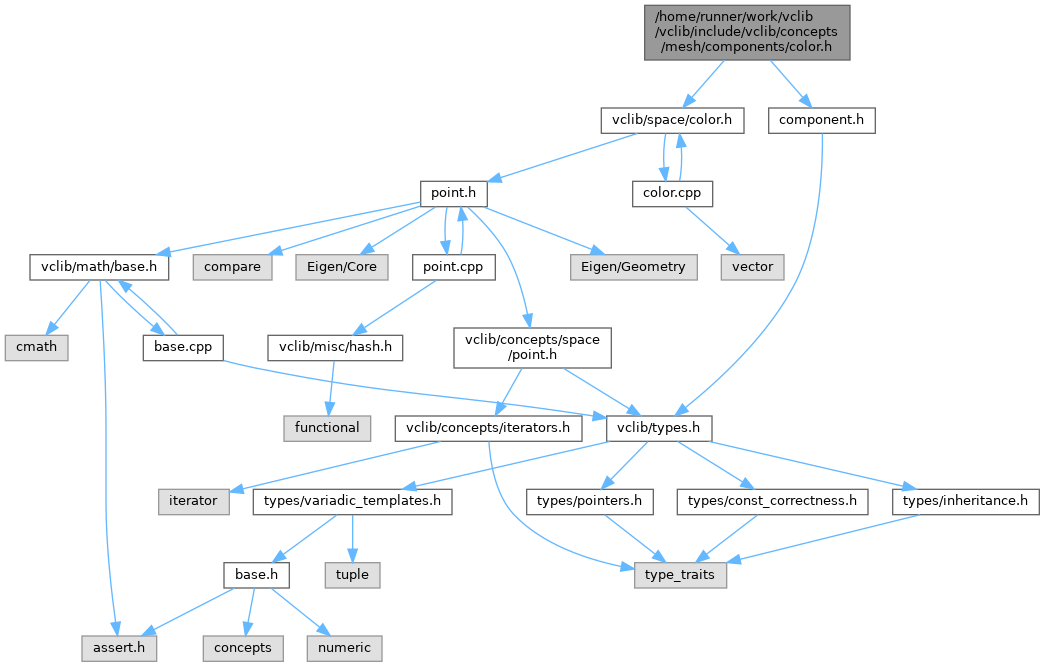 /home/runner/work/vclib
/vclib/include/vclib/concepts
/mesh/components/color.h
vclib/space/color.h
component.h
point.h
color.cpp
vclib/math/base.h
compare
Eigen/Core
point.cpp
Eigen/Geometry
vector
cmath
base.cpp
vclib/misc/hash.h
vclib/concepts/space
/point.h
functional
vclib/concepts/iterators.h
vclib/types.h
iterator
types/variadic_templates.h
types/pointers.h
types/const_correctness.h
types/inheritance.h
base.h
tuple
type_traits
assert.h
concepts
numeric